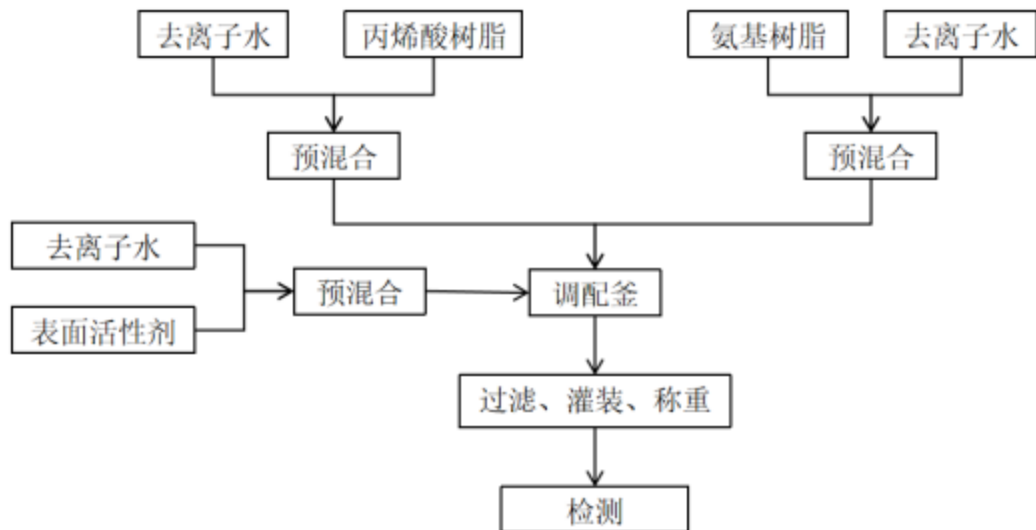 去离子水
丙烯酸树脂
氨基树脂
去离子水
预混合
预混合
去离子水
表面活性剂
预混合
调配釜
过滤、灌装、称重
检测